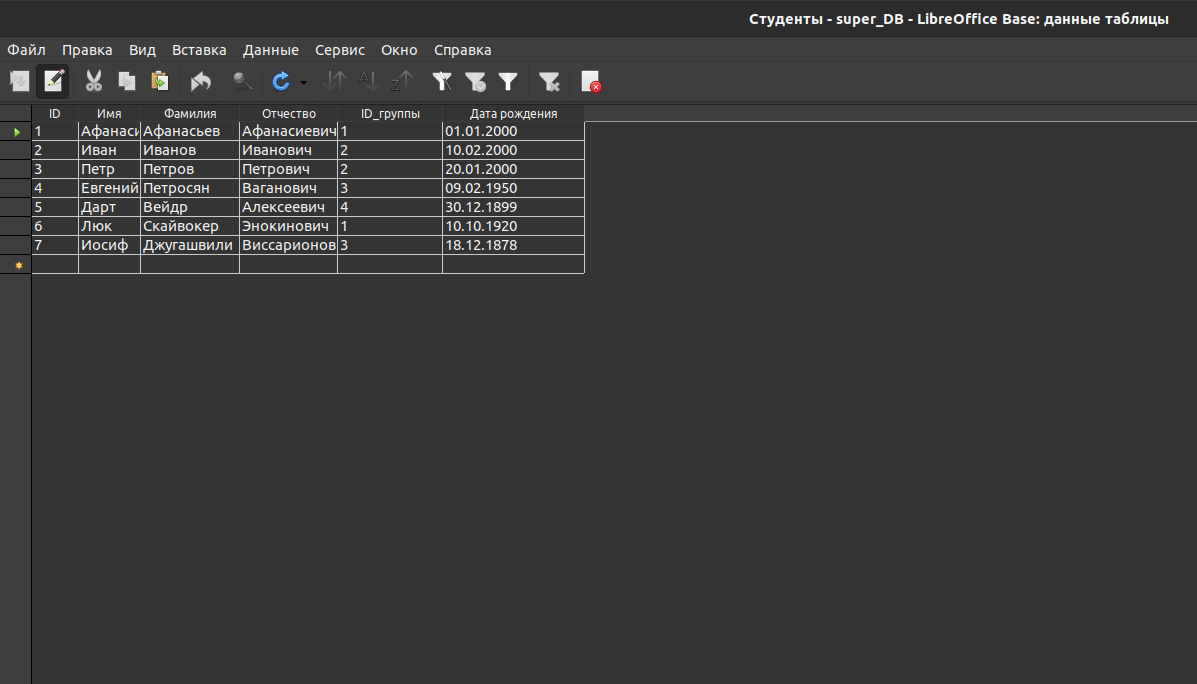 Студенты - super_DB - LibreOffice Base: данные таблицы
Файл Правка Вид Вставка Данные Сервис Окно Справка
ID Имя Фамилия Отчество ID_группы Дата рождения
1 Афанаси Афанасьев Афанасиевич 1 01.01.2000
2 Иван Иванов Иванович 2 10.02.2000
3 Петр Петров Петрович 2 20.01.2000
4 Евгений Петросян Ваганович 3 09.02.1950
5 Дарт Вейдр Алексеевич 4 30.12.1899
6 Люк Скайвокер Энокинович 1 10.10.1920
7 Иосиф Джугашвили Виссарионов 3 18.12.1878